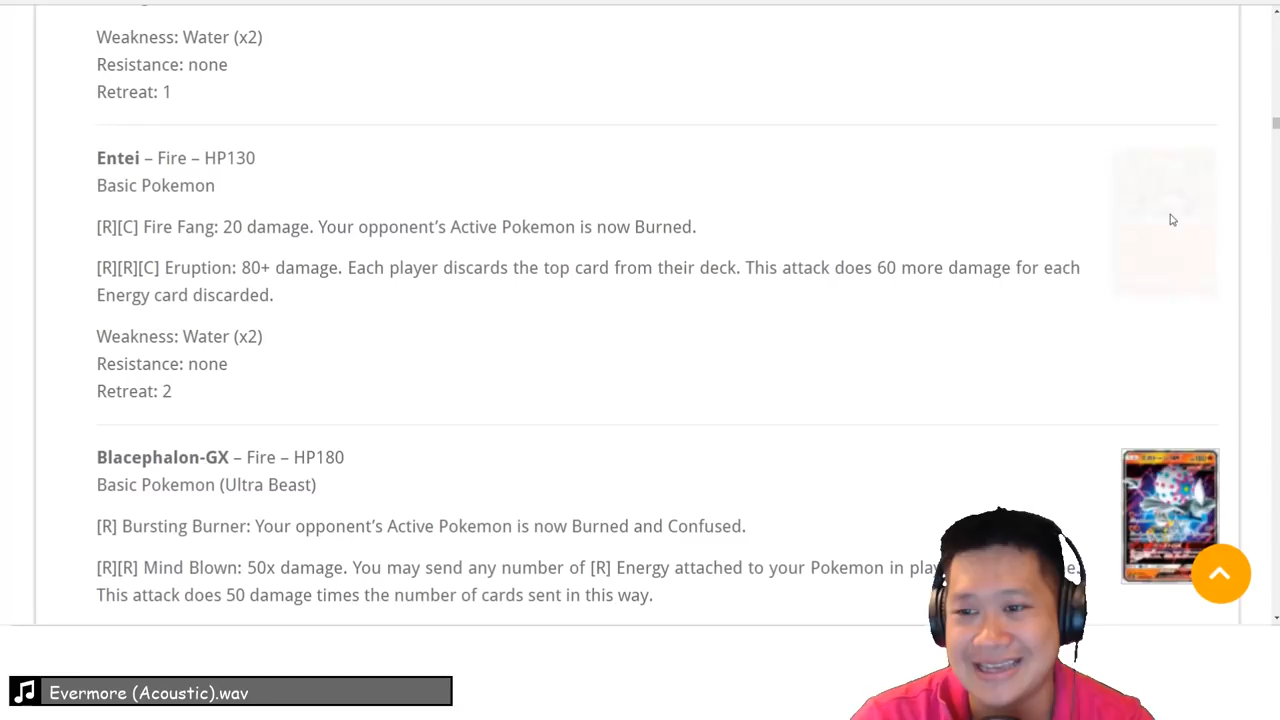 Weakness: Water (x2)
Resistance: none
Retreat: 1
Entei – Fire – HP130
Basic Pokemon
[R][C] Fire Fang: 20 damage. Your opponent’s Active Pokemon is now Burned.
[R][R][C] Eruption: 80+ damage. Each player discards the top card from their deck. This attack does 60 more damage for each
Energy card discarded.
Weakness: Water (x2)
Resistance: none
Retreat: 2
Blacephalon-GX – Fire – HP180
Basic Pokemon (Ultra Beast)
[R] Bursting Burner: Your opponent’s Active Pokemon is now Burned and Confused.
[R][R] Mind Blown: 50x damage. You may send any number of [R] Energy attached to your Pokemon in
This attack does 50 damage times the number of cards sent in this way.
Evermore (Acoustic).wav